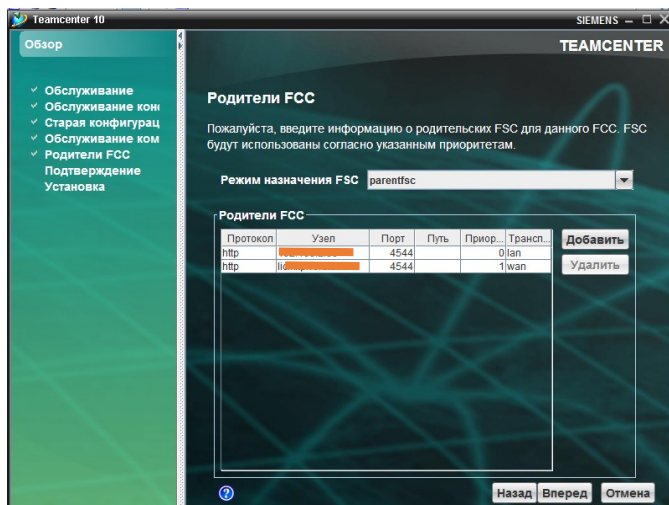 Teamcenter 10
SIEMENS
Обзор
TEAMCENTER
Обслуживание
Обслуживание конс
Старая конфигурац
Обслуживание ком
Родители FCC
Подтверждение
Установка
Родители FCC
Пожалуйста, введите информацию о родительских FSC для данного FCC. FSC
будут использованы согласно указанным приоритетам.
Режим назначения FSC parentfsc
Родители FCC
Протокол Узел Порт Путь Приор... Трансп...
http 4544 0 lan
http 4544 1 wan
Добавить
Удалить
Назад Вперед Отмена